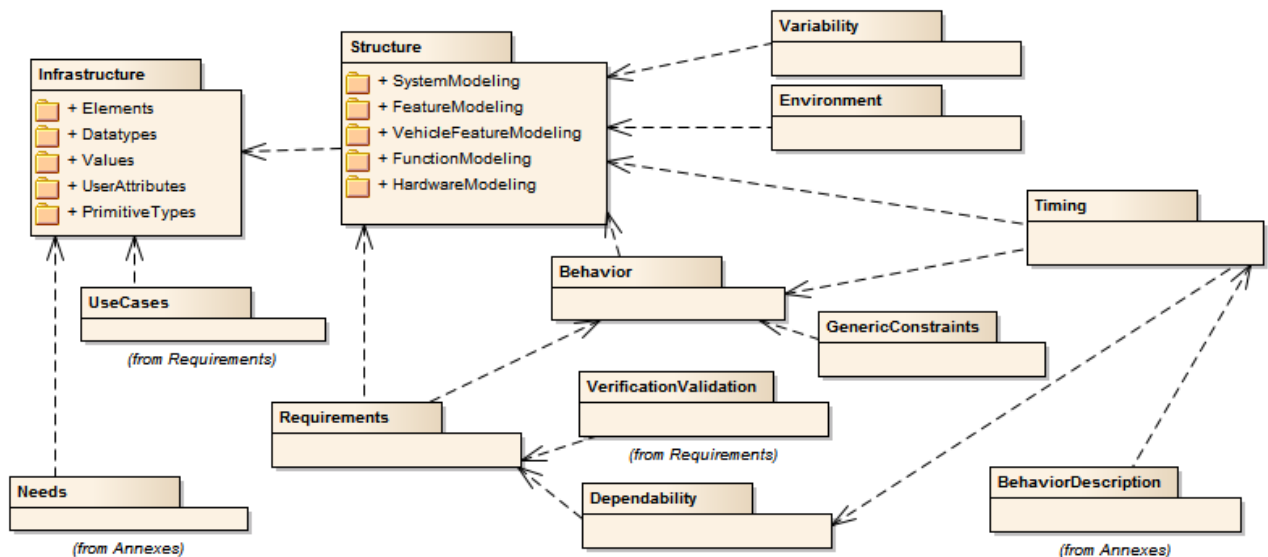 Variability
Structure
Infrastructure
+ SystemModeling
+ Elements
+ FeatureModeling
Environment
+ Datatypes
+ VehicleFeatureModeling
+ Values
+ FunctionModeling
+ UserAttributes
+ HardwareModeling
+ PrimitiveTypes
Timing
Behavior
UseCases
(from Requirements)
GenericConstraints
VerificationValidation
(from Requirements)
Requirements
Needs
(from Annexes)
Dependability
BehaviorDescription
(from Annexes)